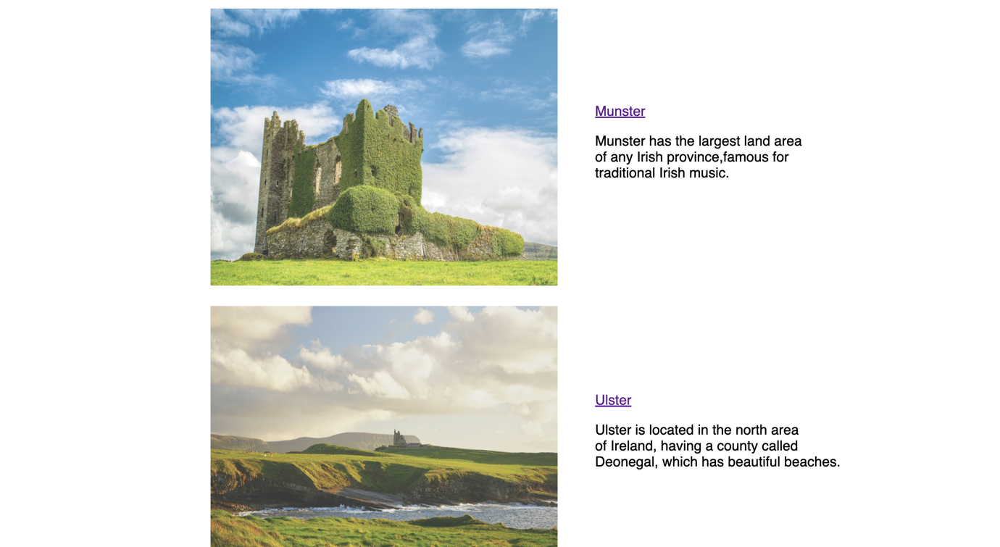 Munster
Munster has the largest land area
of any Irish province,famous for
traditional Irish music.
Ulster
Ulster is located in the north area
of Ireland, having a county called
Deonegal, which has beautiful beaches.